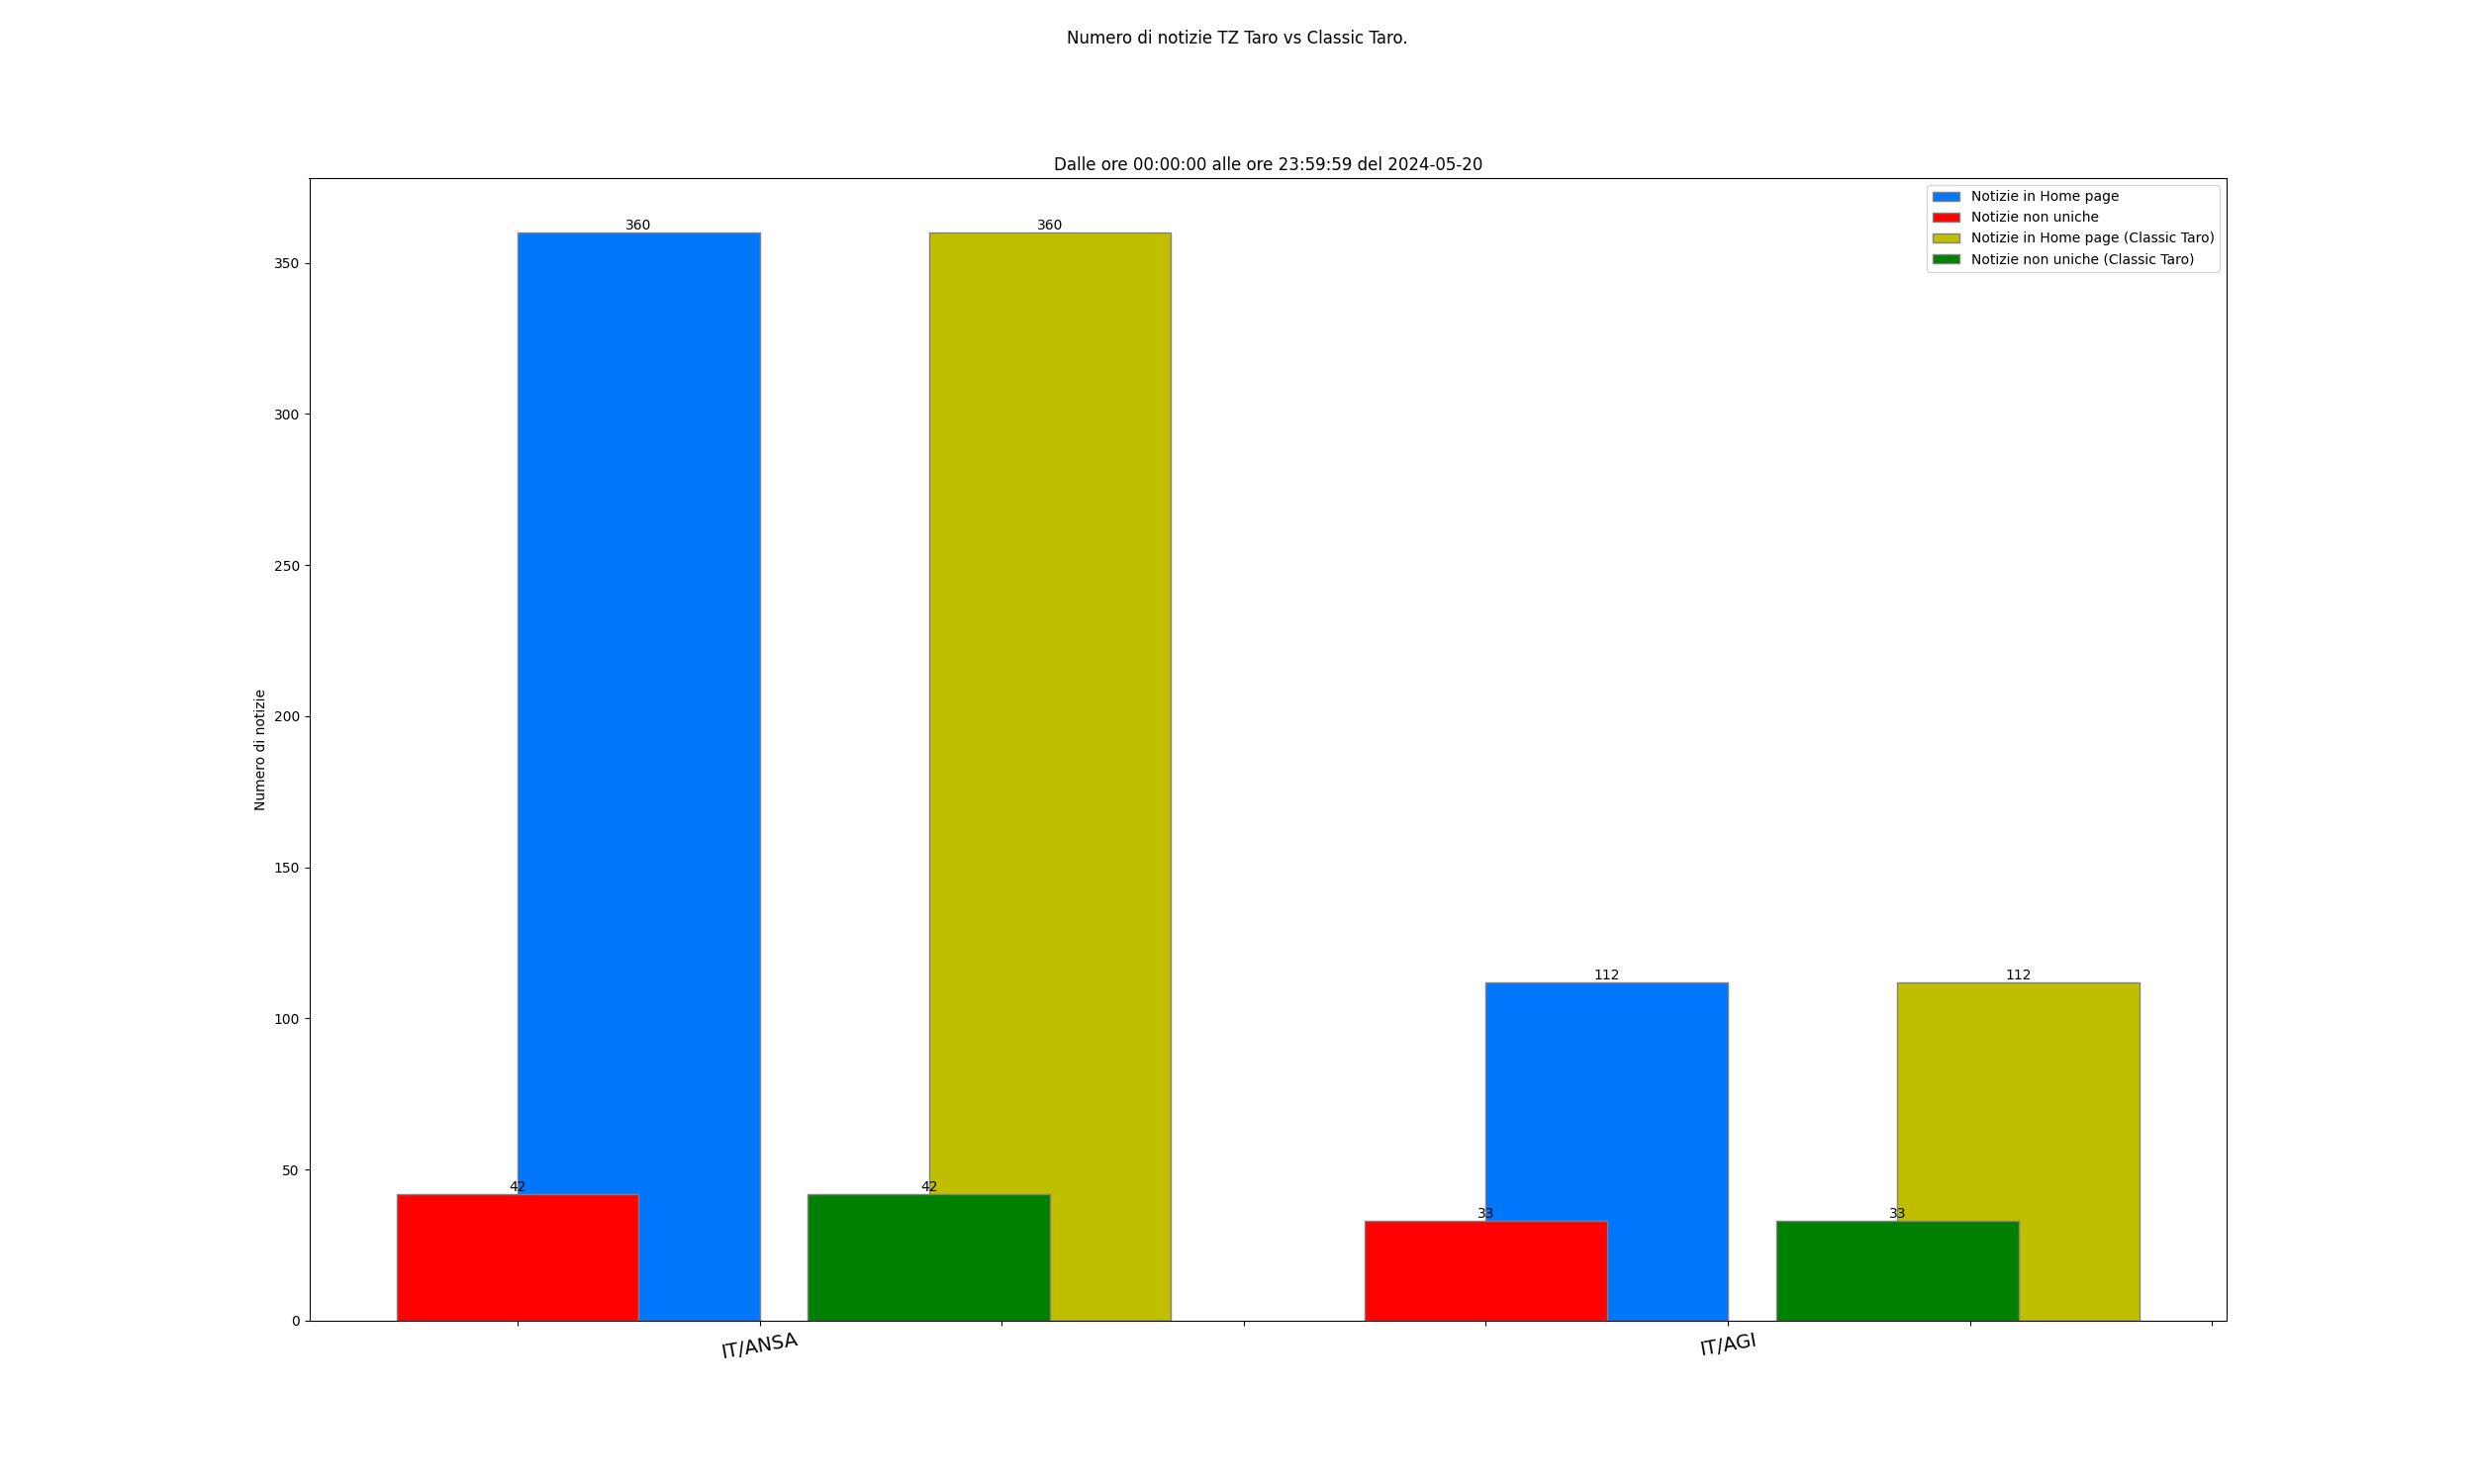 Numero di notizie TZ Taro vs Classic Taro.
Dalle ore 00:00:00 alle ore 23:59:59 del 2024-05-20
Notizie in Home page
Notizie non uniche
Notizie in Home page (Classic Taro)
Notizie non uniche (Classic Taro)
Numero di notizie
350
300
250
200
150
100
50
0
360
360
42
42
112
112
33
33
IT/ANSA
IT/AGI